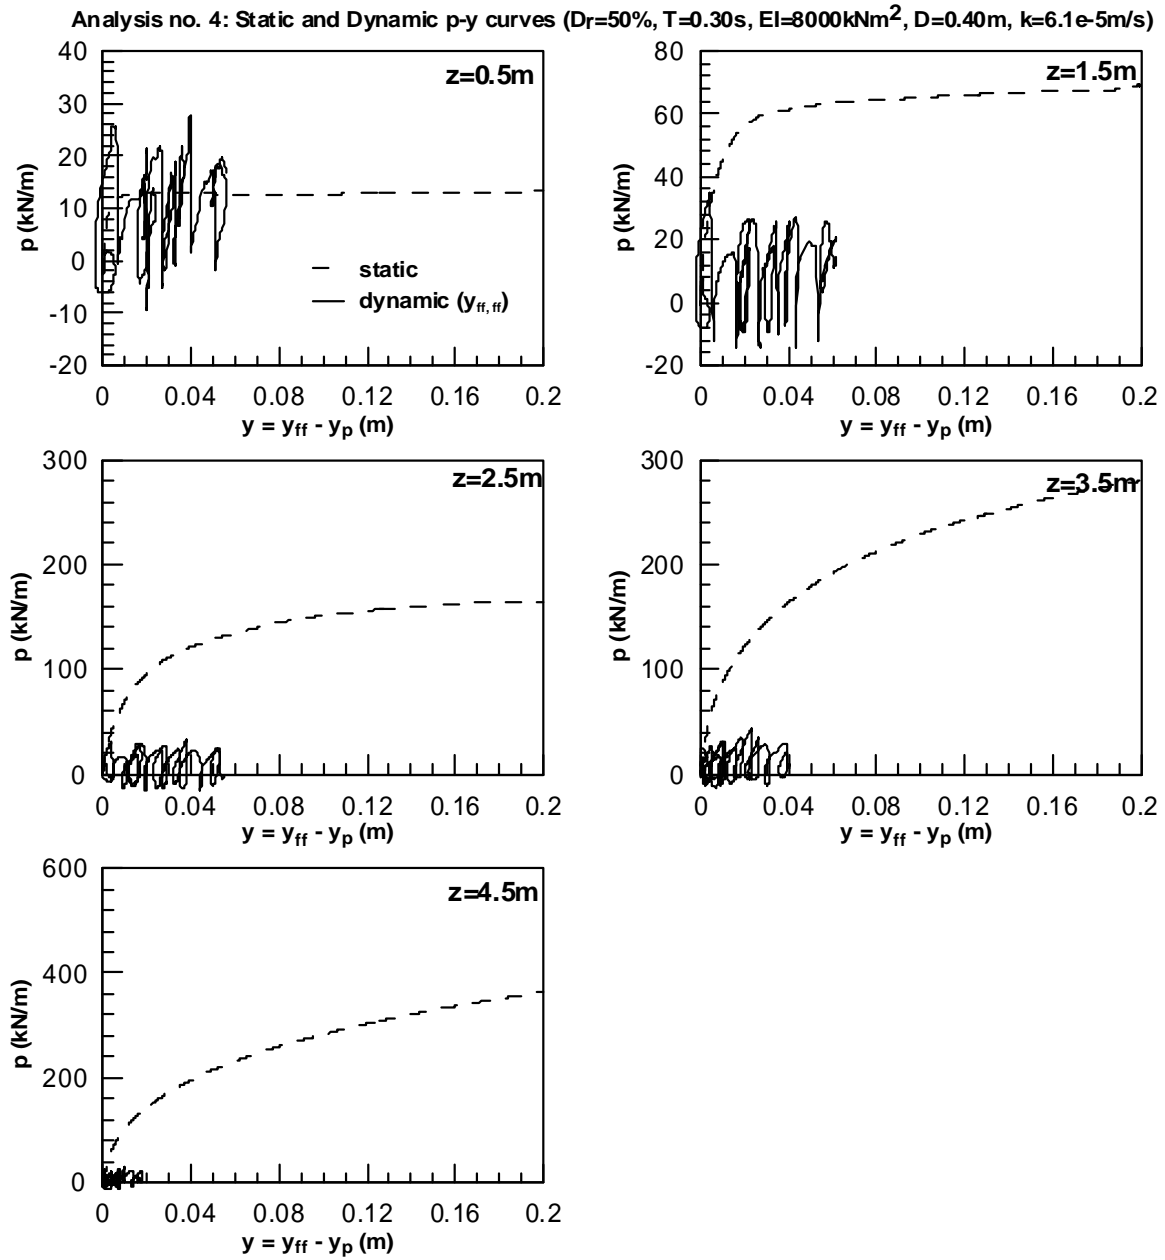 Analysis no. 4: Static and Dynamic p-y curves (Dr=50%, T=0.30s, EI=8000kNm², D=0.40m, k=6.1e-5m/s)
40
30
20
10
0
-10
-20
p (kN/m)
z=0.5m
static
dynamic (yff,ff)
0 0.04 0.08 0.12 0.16 0.2
y = yff - yp (m)
80
60
40
20
0
-20
p (kN/m)
z=1.5m
0 0.04 0.08 0.12 0.16 0.2
y = yff - yp (m)
300
200
100
0
p (kN/m)
z=2.5m
0 0.04 0.08 0.12 0.16 0.2
y = yff - yp (m)
300
200
100
0
p (kN/m)
z=3.5m
0 0.04 0.08 0.12 0.16 0.2
y = yff - yp (m)
600
400
200
0
p (kN/m)
z=4.5m
0 0.04 0.08 0.12 0.16 0.2
y = yff - yp (m)